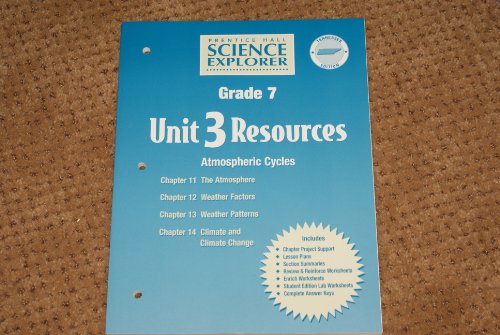 PRENTICE HALL
SCIENCE
EXPLORER
TENNESSEE
EDITION
Grade 7
Unit 3 Resources
Atmospheric Cycles
Chapter 11 The Atmosphere
Chapter 12 Weather Factors
Chapter 13 Weather Patterns
Chapter 14 Climate and
Climate Change
Includes
Chapter Project Support
Lesson Plans
Section Summaries
Review & Reinforce Worksheets
Enrich Worksheets
Student Edition Lab Worksheets
Complete Answer Keys